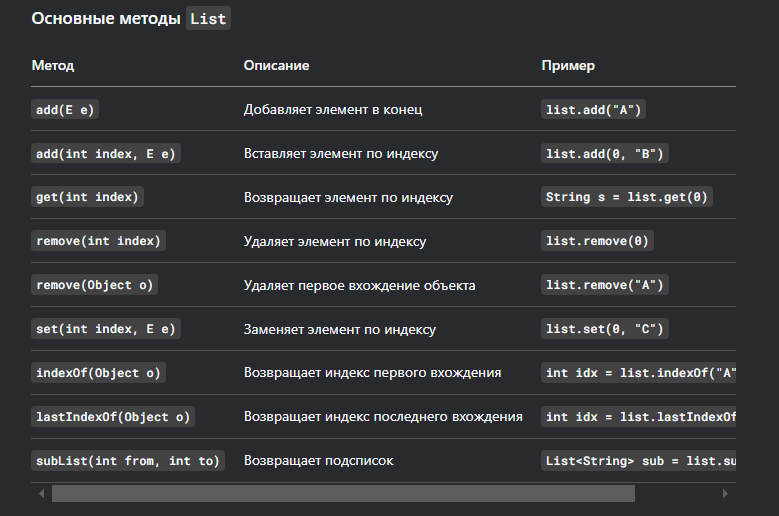 Основные методы List
Метод Описание Пример
add(E e) Добавляет элемент в конец list.add("A")
add(int index, E e) Вставляет элемент по индексу list.add(0, "B")
get(int index) Возвращает элемент по индексу String s = list.get(0)
remove(int index) Удаляет элемент по индексу list.remove(0)
remove(Object o) Удаляет первое вхождение объекта list.remove("A")
set(int index, E e) Заменяет элемент по индексу list.set(0, "C")
indexOf(Object o) Возвращает индекс первого вхождения int idx = list.indexOf("A"
lastIndexOf(Object o) Возвращает индекс последнего вхождения int idx = list.lastIndexOf
subList(int from, int to) Возвращает подсписок List<String> sub = list.su